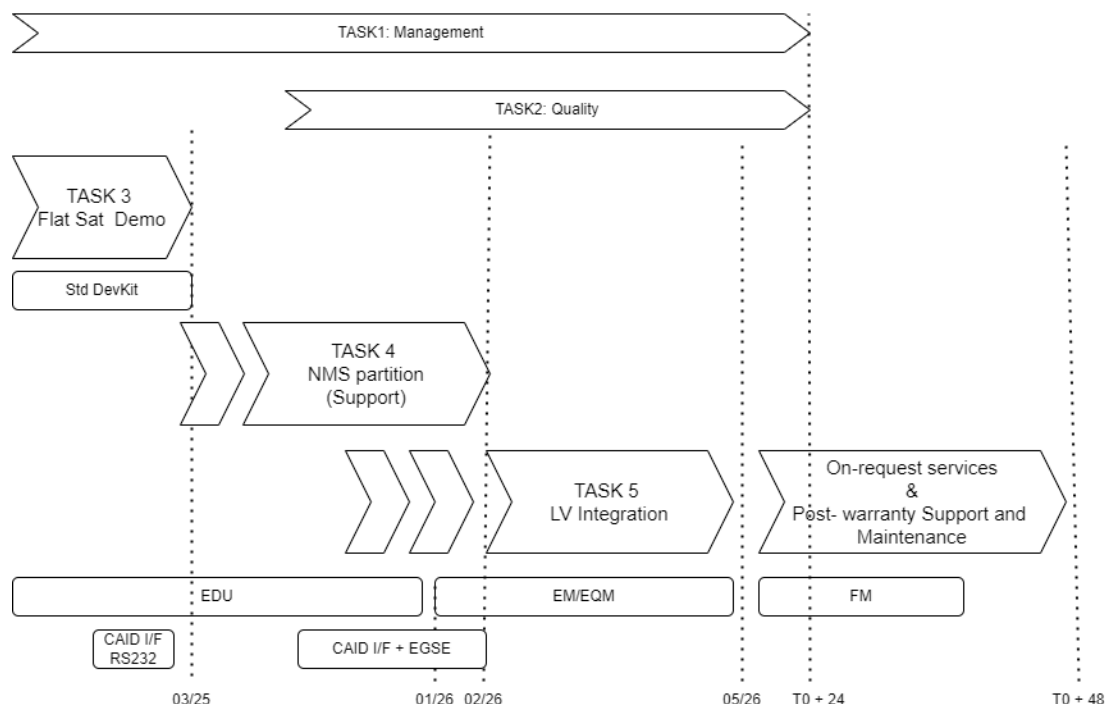 TASK1: Management
TASK2: Quality
TASK 3
Flat Sat Demo
Std DevKit
TASK 4
NMS partition
(Support)
TASK 5
LV Integration
On-request services
&
Post- warranty Support and
Maintenance
EDU
EM/EQM
FM
CAID I/F
RS232
CAID I/F + EGSE
03/25
01/26
02/26
05/26
T0 + 24
T0 + 48